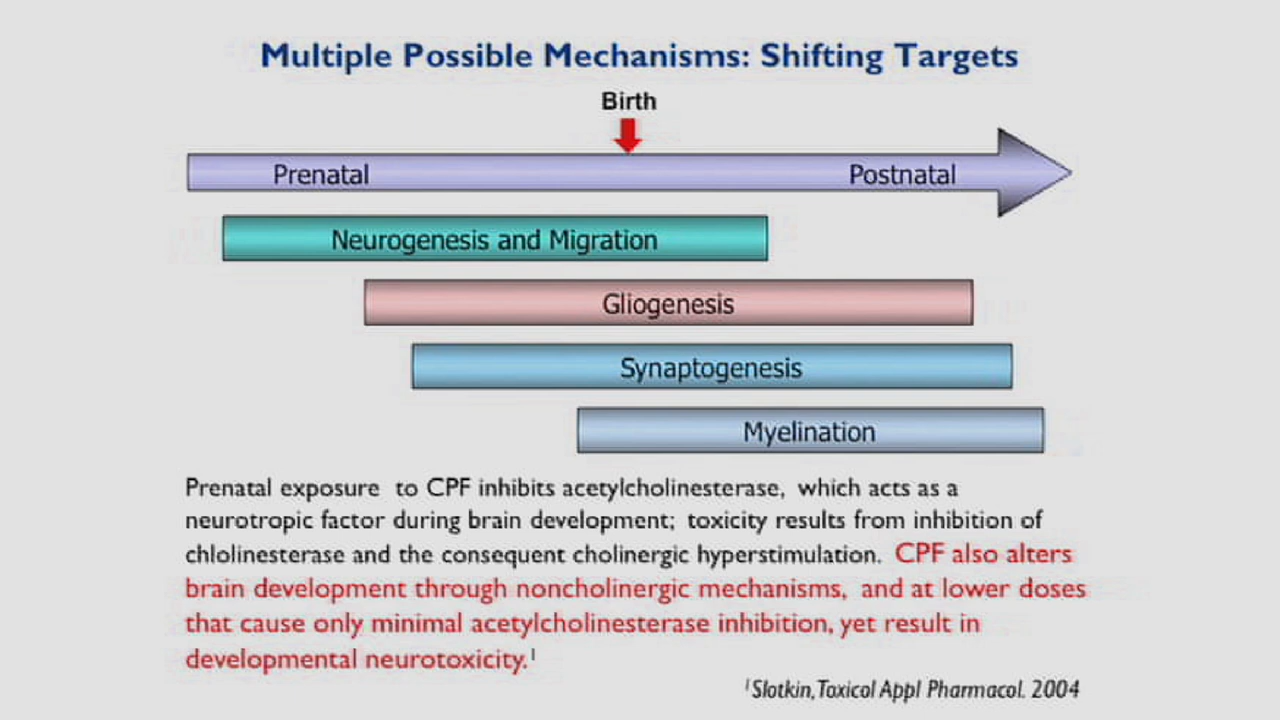 Multiple Possible Mechanisms: Shifting Targets
Birth
Prenatal
Postnatal
Neurogenesis and Migration
Gliogenesis
Synaptogenesis
Myelination
Prenatal exposure to CPF inhibits acetylcholinesterase, which acts as a
neurotropic factor during brain development; toxicity results from inhibition of
chlolinesterase and the consequent cholinergic hyperstimulation. CPF also alters
brain development through noncholinergic mechanisms, and at lower doses
that cause only minimal acetylcholinesterase inhibition, yet result in
developmental neurotoxicity.¹
¹Slotkin, Toxicol Appl Pharmacol. 2004